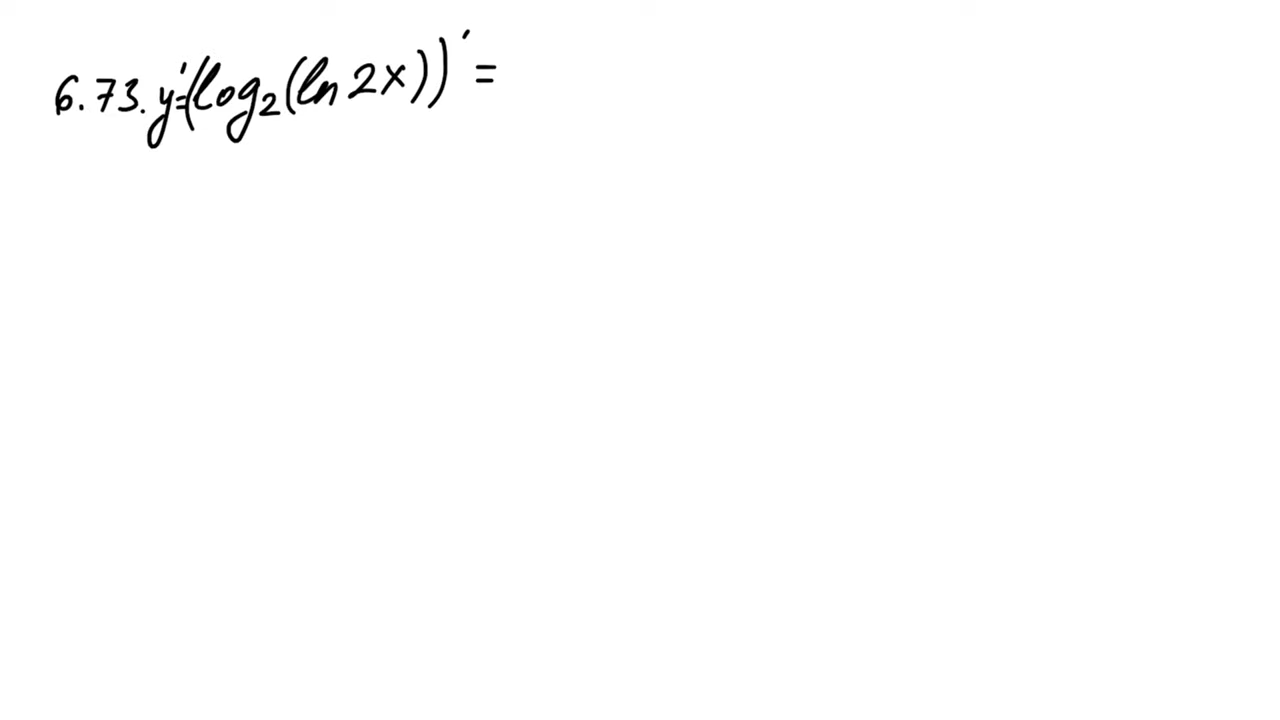 6.73. y'=(log₂(ln 2x))' =